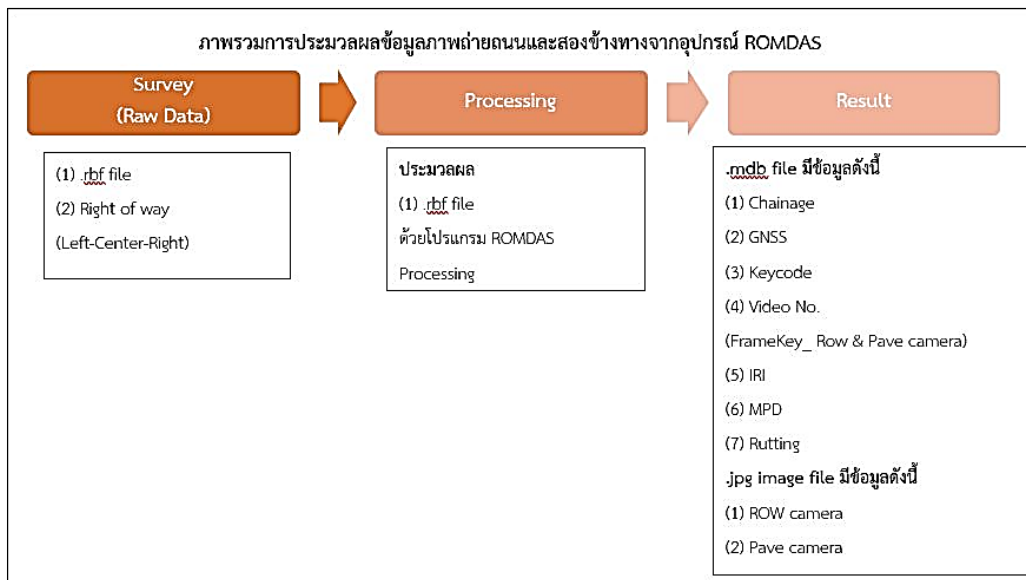 ภาพรวมการประมวลผลข้อมูลภาพถ่ายถนนและสองข้างทางจากอุปกรณ์ ROMDAS
Survey
(Raw Data)
(1) .rbf file
(2) Right of way
(Left-Center-Right)
Processing
ประมวลผล
(1) .rbf file
ด้วยโปรแกรม ROMDAS
Processing
Result
.mdb file มีข้อมูลดังนี้
(1) Chainage
(2) GNSS
(3) Keycode
(4) Video No.
(FrameKey_ Row & Pave camera)
(5) IRI
(6) MPD
(7) Rutting
.jpg image file มีข้อมูลดังนี้
(1) ROW camera
(2) Pave camera